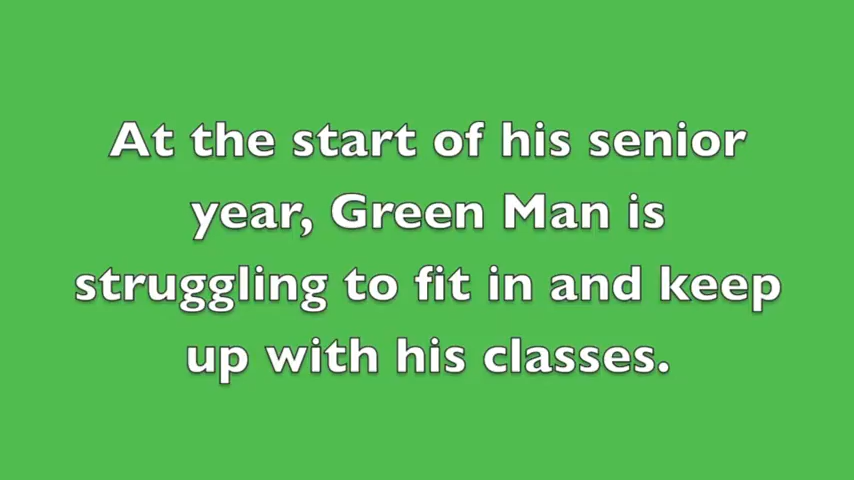 At the start of his senior
year, Green Man is
struggling to fit in and keep
up with his classes.